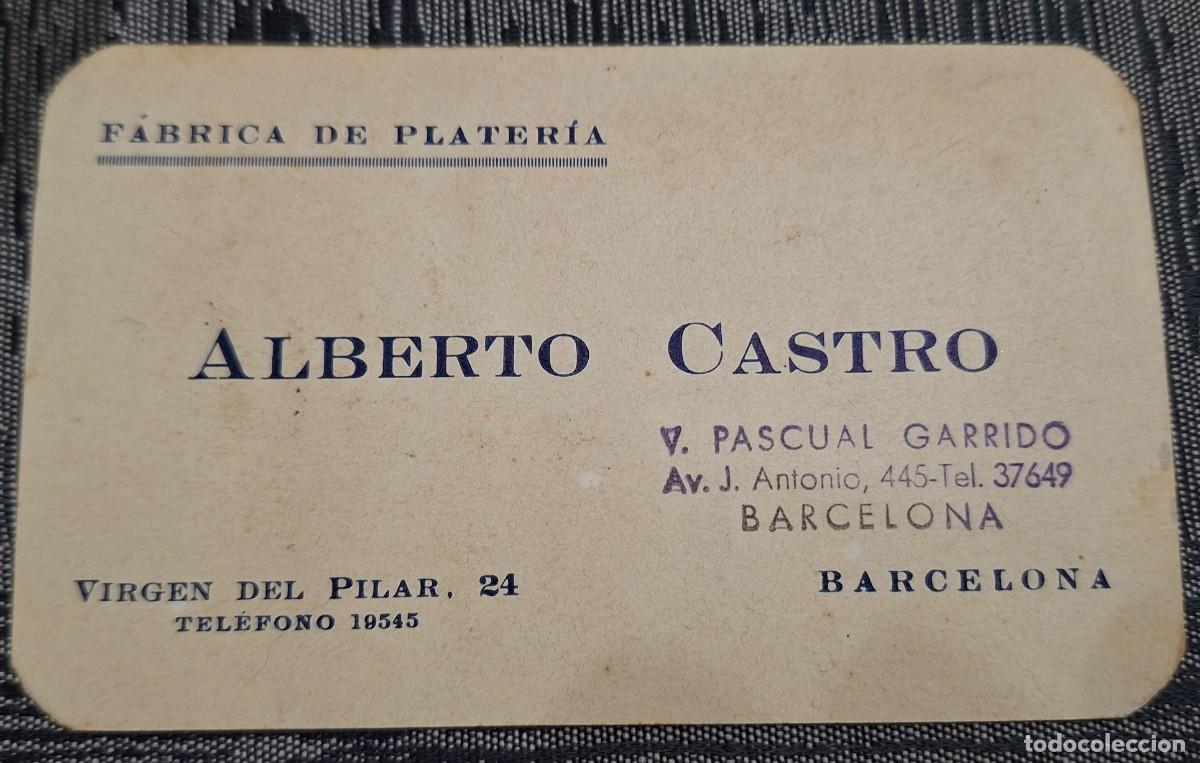 FÁBRICA DE PLATERÍA
ALBERTO CASTRO
V. PASCUAL GARRIDO
Av. J. Antonio, 445-Tel. 37649
BARCELONA
VIRGEN DEL PILAR, 24
TELÉFONO 19545
BARCELONA
todocoleccion